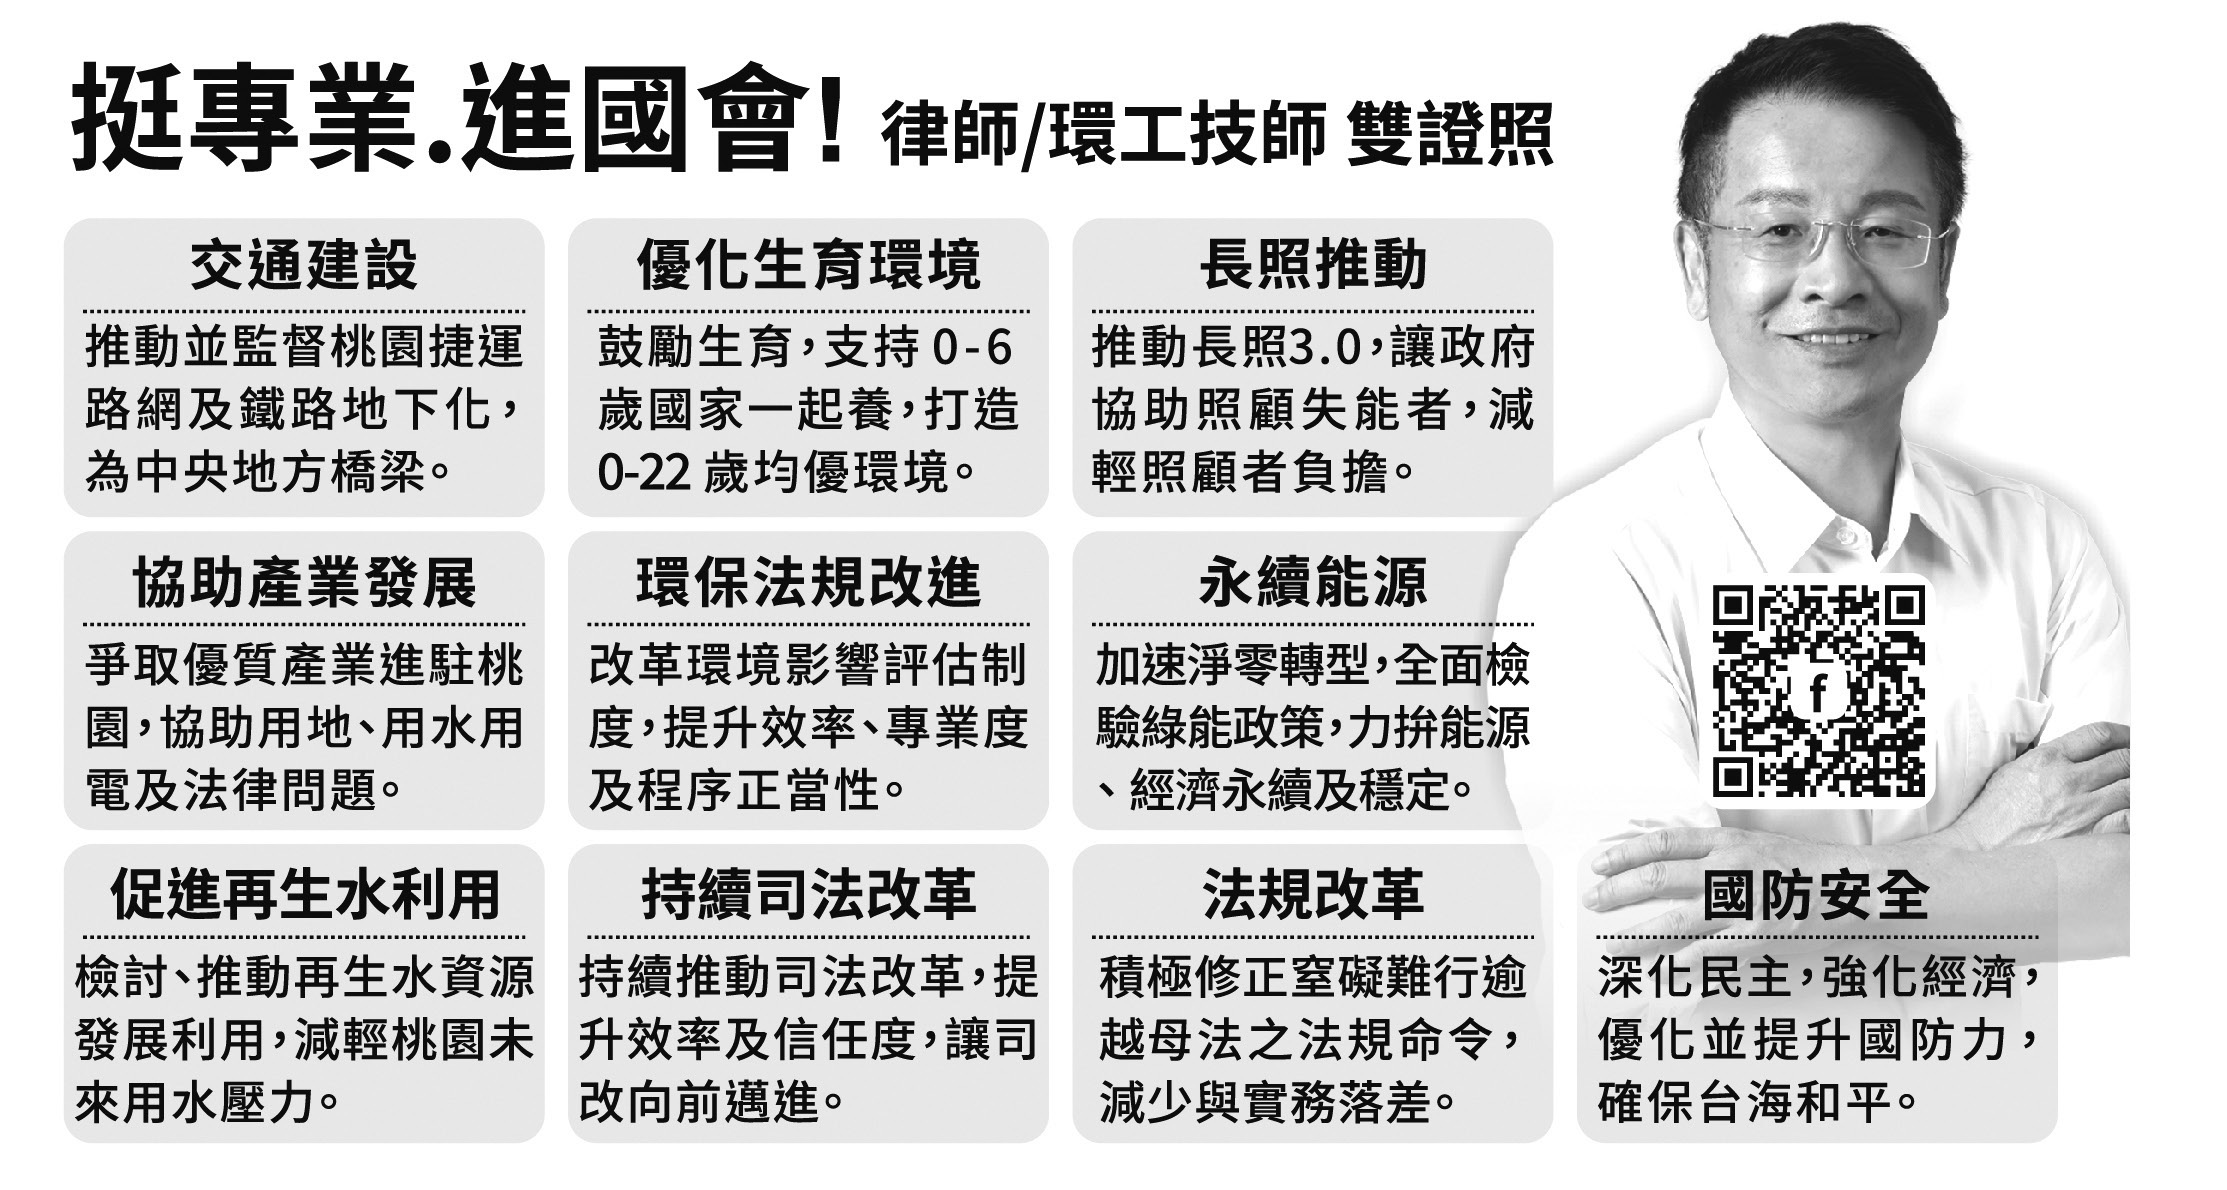 挺專業.進國會! 律師/環工技師 雙證照
交通建設
推動並監督桃園捷運
路網及鐵路地下化，
為中央地方橋梁。
優化生育環境
鼓勵生育，支持 0-6
歲國家一起養，打造
0-22 歲均優環境。
長照推動
推動長照3.0，讓政府
協助照顧失能者，減
輕照顧者負擔。
協助產業發展
爭取優質產業進駐桃
園，協助用地、用水用
電及法律問題。
環保法規改進
改革環境影響評估制
度，提升效率、專業度
及程序正當性。
永續能源
加速淨零轉型，全面檢
驗綠能政策，力拚能源
、經濟永續及穩定。
f
促進再生水利用
檢討、推動再生水資源
發展利用，減輕桃園未
來用水壓力。
持續司法改革
持續推動司法改革，提
升效率及信任度，讓司
改向前邁進。
法規改革
積極修正窒礙難行逾
越母法之法規命令，
減少與實務落差。
國防安全
深化民主，強化經濟，
優化並提升國防力，
確保台海和平。